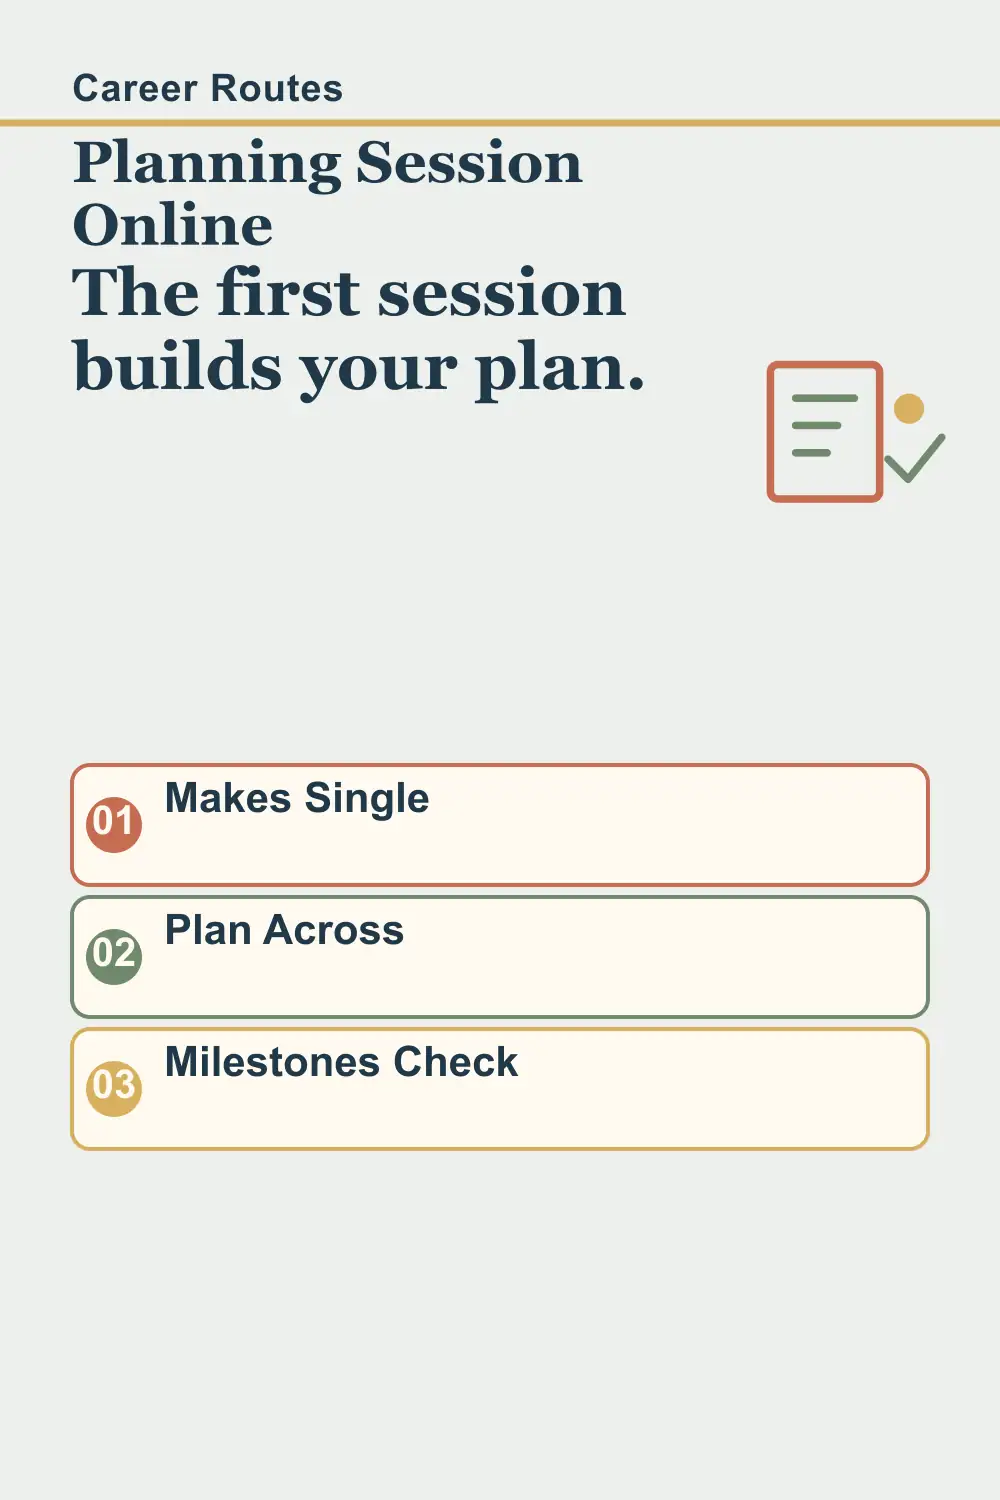 Career Routes
Planning Session
Online
The first session
builds your plan.
01 Makes Single
02 Plan Across
03 Milestones Check